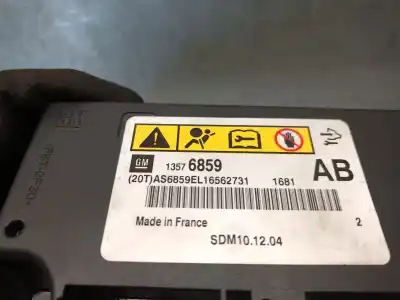 GM
1357 6859
AB
(20T)AS6859EL16562731 1681
Made in France
2
SDM10.12.04